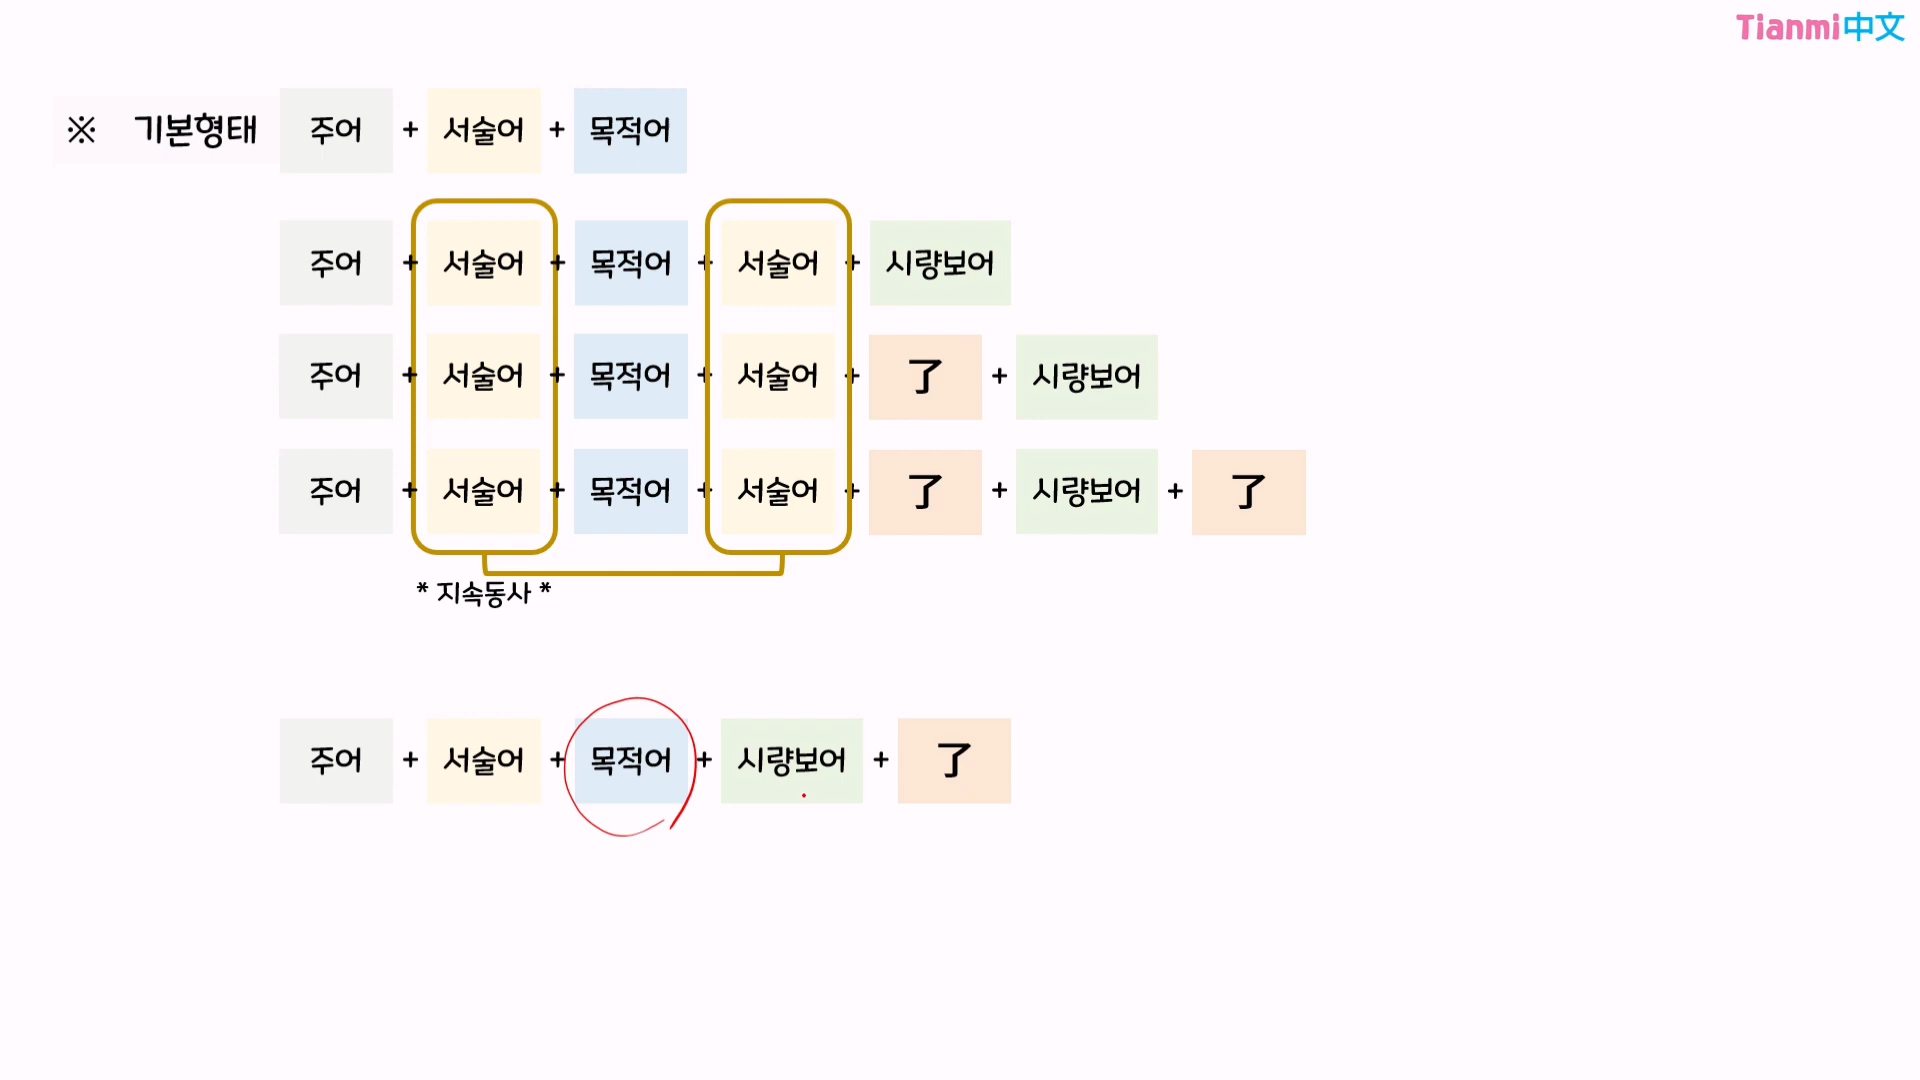 Tianmi中文
※ 기본형태 주어 + 서술어 + 목적어
주어 + 서술어 + 목적어 + 서술어 + 시량보어
주어 + 서술어 + 목적어 + 서술어 + 了 + 시량보어
주어 + 서술어 + 목적어 + 서술어 + 了 + 시량보어 + 了
* 지속동사 *
주어 + 서술어 + 목적어 + 시량보어 + 了